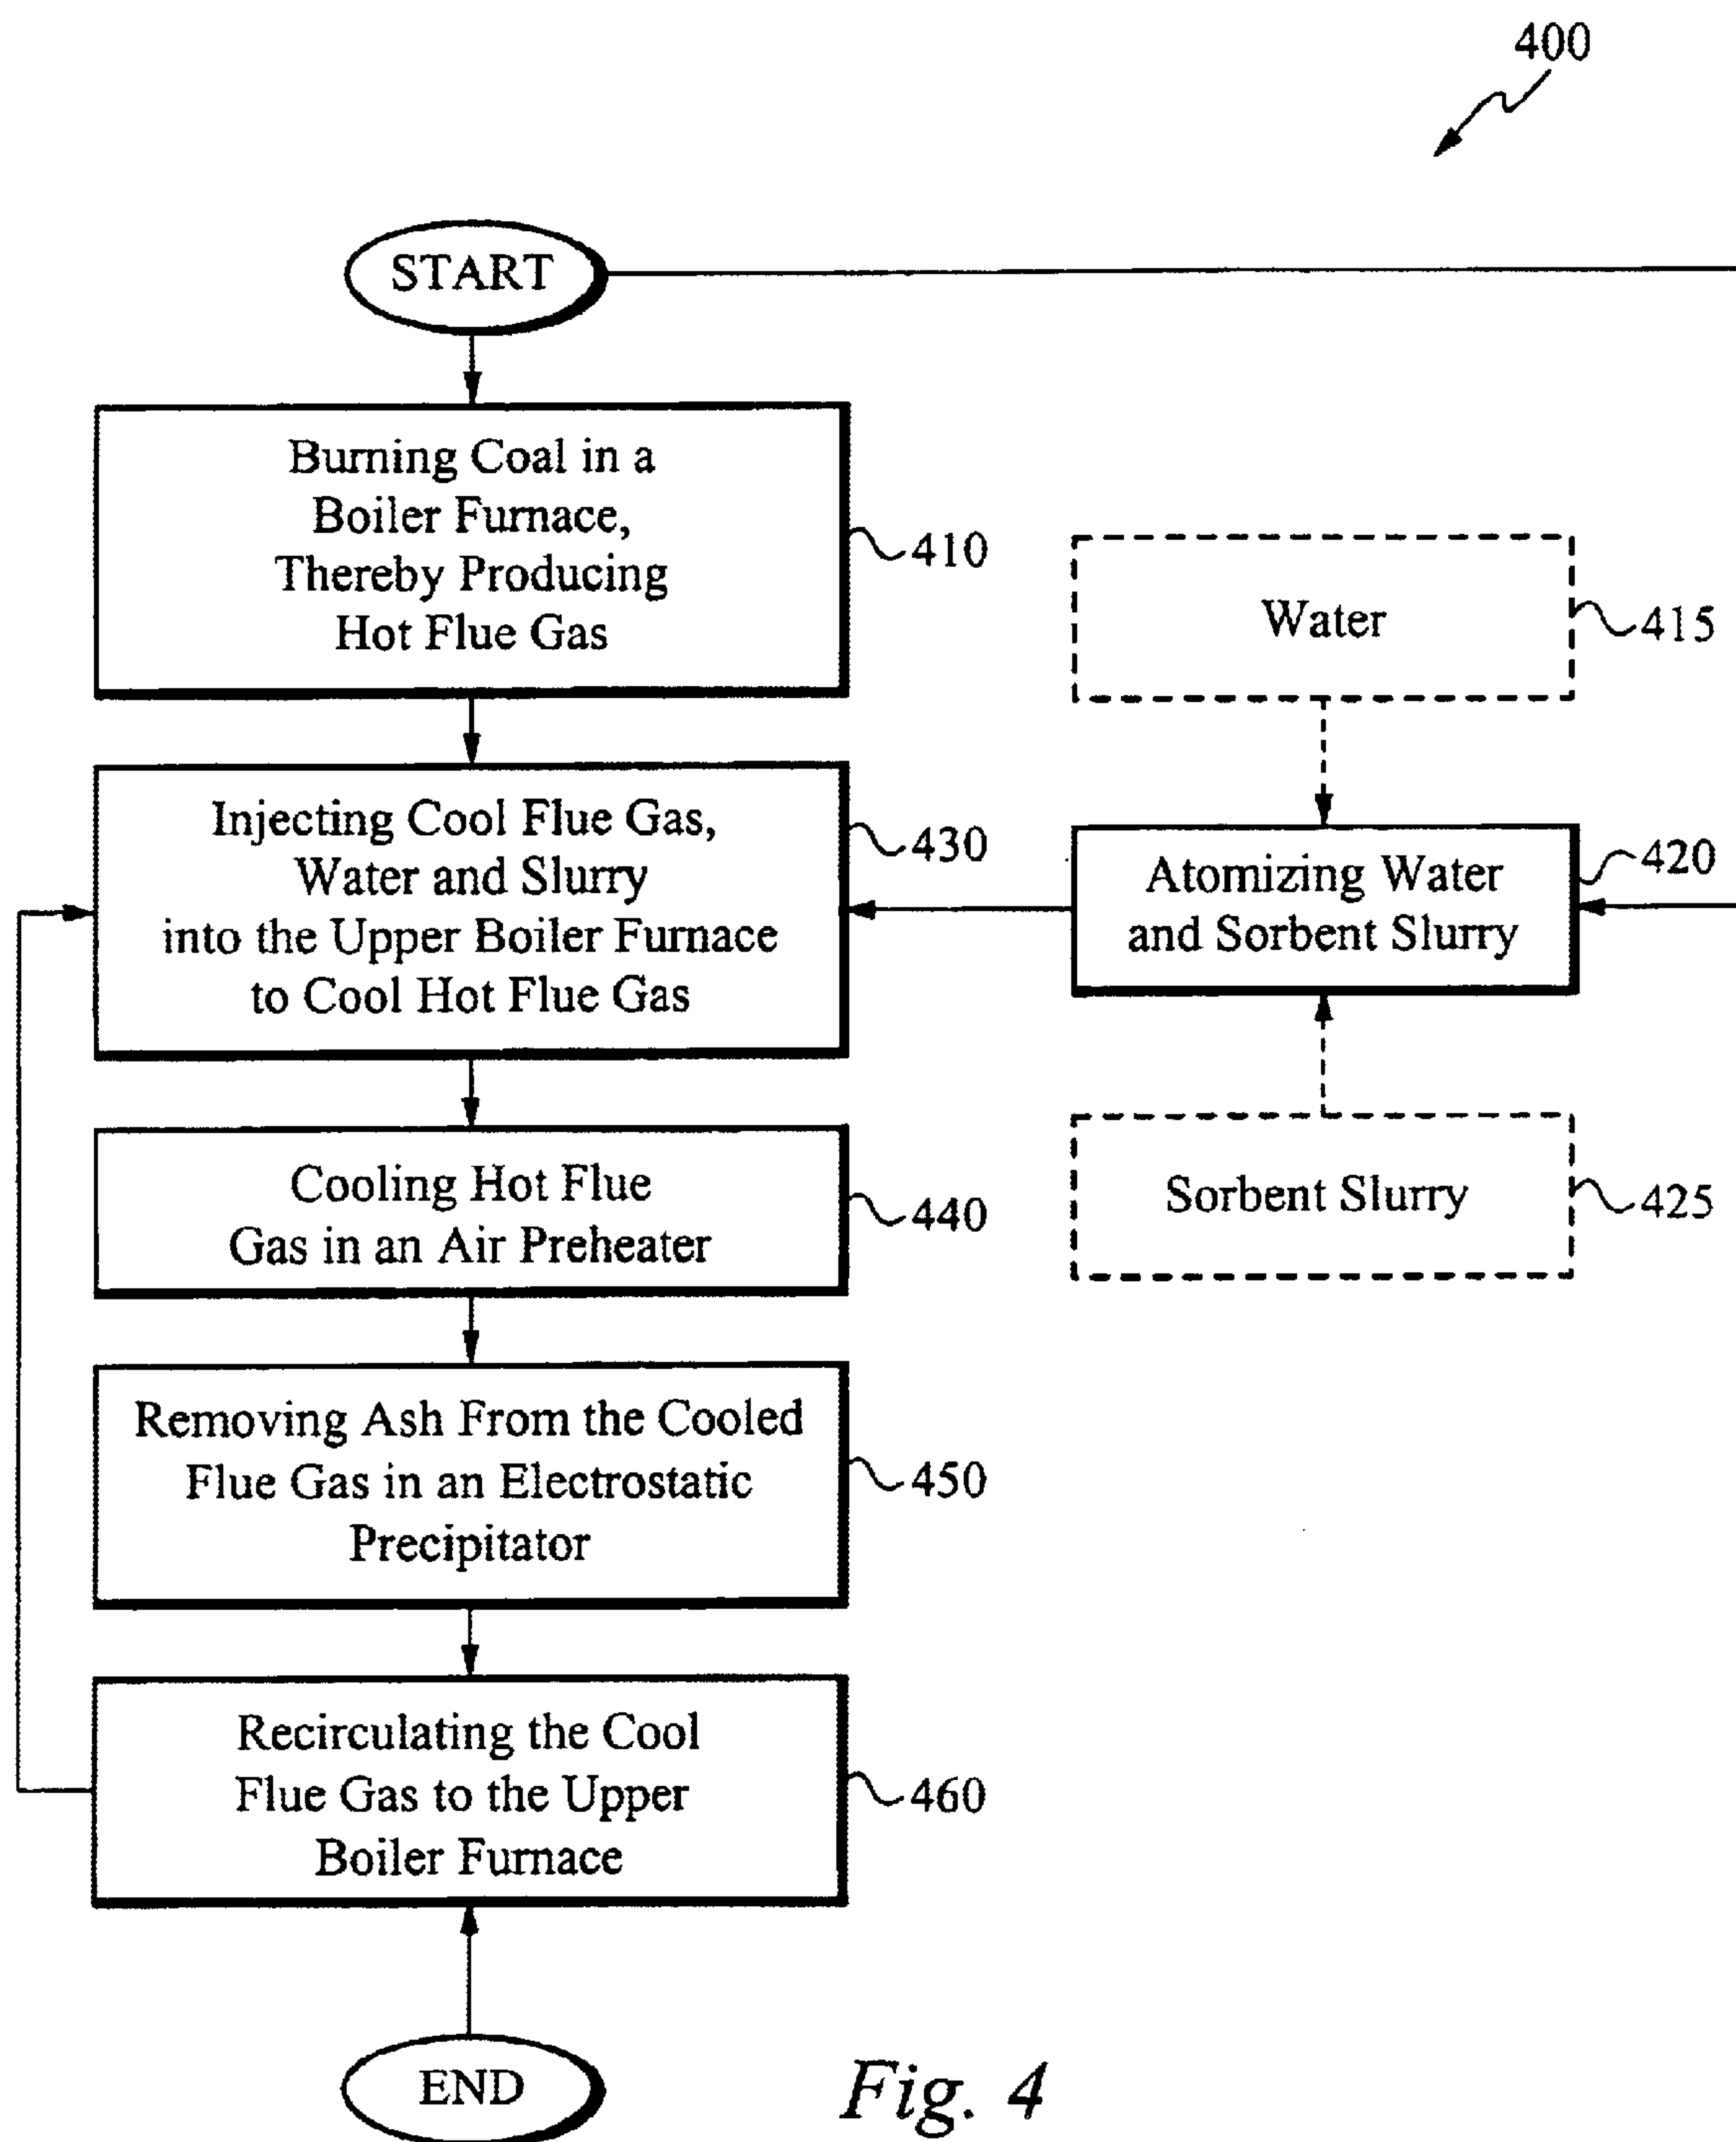 400
START
Burning Coal in a
Boiler Furnace,
Thereby Producing
Hot Flue Gas
410
Water
415
Injecting Cool Flue Gas,
Water and Slurry
into the Upper Boiler Furnace
to Cool Hot Flue Gas
430
Atomizing Water
and Sorbent Slurry
420
Cooling Hot Flue
Gas in an Air Preheater
440
Sorbent Slurry
425
Removing Ash From the Cooled
Flue Gas in an Electrostatic
Precipitator
450
Recirculating the Cool
Flue Gas to the Upper
Boiler Furnace
460
END
Fig. 4